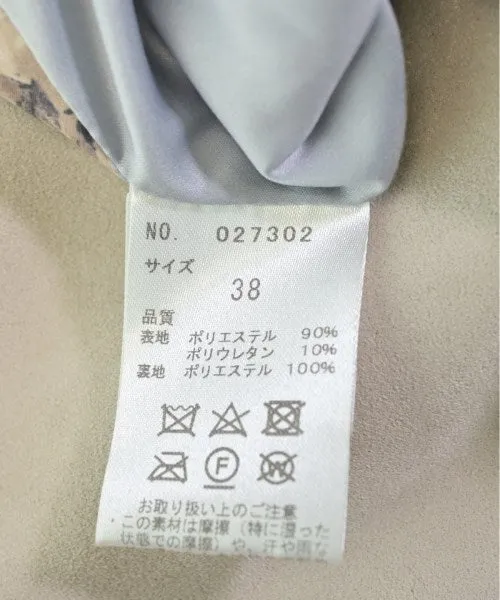 NO. 027302
サイズ
38
品質
表地 ポリエステル 90%
ポリウレタン 10%
裏地 ポリエステル 100%
F W
お取り扱い上のご注意
この素材は摩擦（特に湿った
状態での摩擦）や、汗や雨な